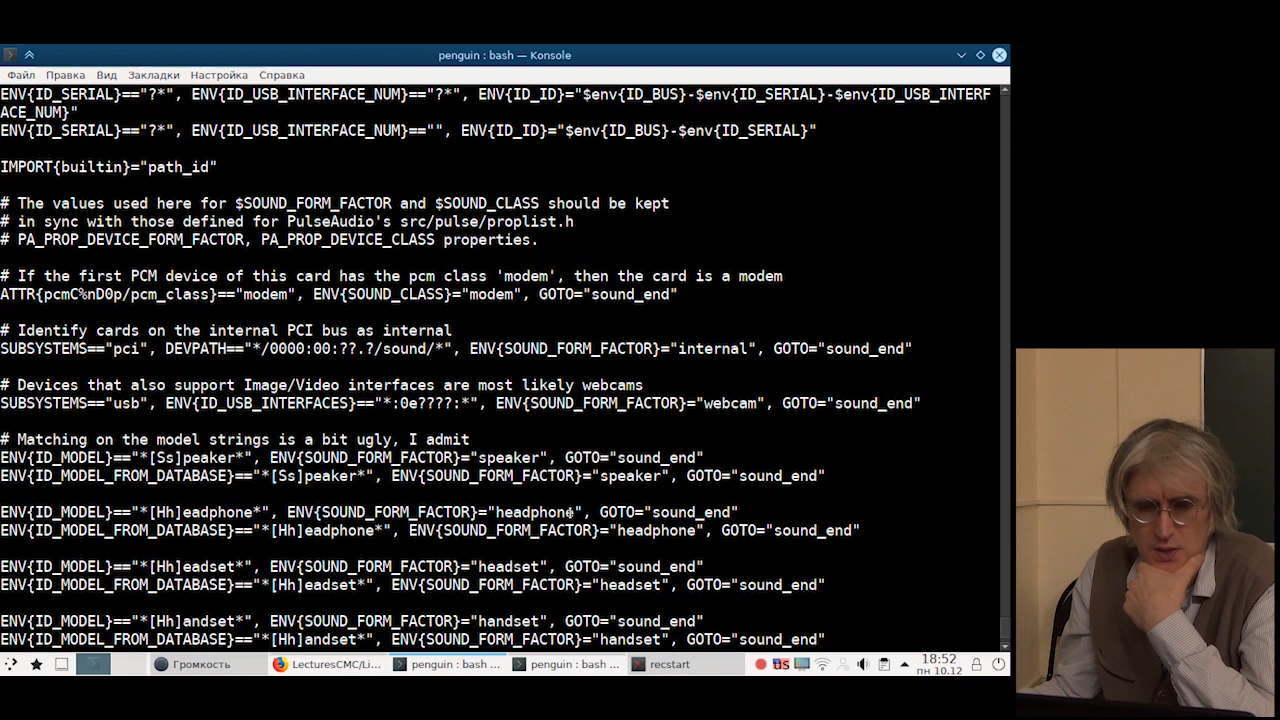 penguin : bash — Konsole
Файл Правка Вид Закладки Настройка Справка
ENV{ID_SERIAL}=="?*", ENV{ID_USB_INTERFACE_NUM}=="?*", ENV{ID_ID}="$env{ID_BUS}-$env{ID_SERIAL}-$env{ID_USB_INTERF
ACE_NUM}"
ENV{ID_SERIAL}=="?*", ENV{ID_USB_INTERFACE_NUM}=="", ENV{ID_ID}="$env{ID_BUS}-$env{ID_SERIAL}"
IMPORT{builtin}="path_id"
# The values used here for $SOUND_FORM_FACTOR and $SOUND_CLASS should be kept
# in sync with those defined for PulseAudio's src/pulse/proplist.h
# PA_PROP_DEVICE_FORM_FACTOR, PA_PROP_DEVICE_CLASS properties.
# If the first PCM device of this card has the pcm class 'modem', then the card is a modem
ATTR{pcmC%nD0p/pcm_class}=="modem", ENV{SOUND_CLASS}="modem", GOTO="sound_end"
# Identify cards on the internal PCI bus as internal
SUBSYSTEMS=="pci", DEVPATH=="*/0000:00:??.?/sound/*", ENV{SOUND_FORM_FACTOR}="internal", GOTO="sound_end"
# Devices that also support Image/Video interfaces are most likely webcams
SUBSYSTEMS=="usb", ENV{ID_USB_INTERFACES}=="*:0e????:*", ENV{SOUND_FORM_FACTOR}="webcam", GOTO="sound_end"
# Matching on the model strings is a bit ugly, I admit
ENV{ID_MODEL}=="*[Ss]peaker*", ENV{SOUND_FORM_FACTOR}="speaker", GOTO="sound_end"
ENV{ID_MODEL_FROM_DATABASE}=="*[Ss]peaker*", ENV{SOUND_FORM_FACTOR}="speaker", GOTO="sound_end"
ENV{ID_MODEL}=="*[Hh]eadphone*", ENV{SOUND_FORM_FACTOR}="headphone", GOTO="sound_end"
ENV{ID_MODEL_FROM_DATABASE}=="*[Hh]eadphone*", ENV{SOUND_FORM_FACTOR}="headphone", GOTO="sound_end"
ENV{ID_MODEL}=="*[Hh]eadset*", ENV{SOUND_FORM_FACTOR}="headset", GOTO="sound_end"
ENV{ID_MODEL_FROM_DATABASE}=="*[Hh]eadset*", ENV{SOUND_FORM_FACTOR}="headset", GOTO="sound_end"
ENV{ID_MODEL}=="*[Hh]andset*", ENV{SOUND_FORM_FACTOR}="handset", GOTO="sound_end"
ENV{ID_MODEL_FROM_DATABASE}=="*[Hh]andset*", ENV{SOUND_FORM_FACTOR}="handset", GOTO="sound_end"
Громкость LecturesCMC/Li... penguin : bash ... penguin : bash ... recstart US 18:52
пн 10.12